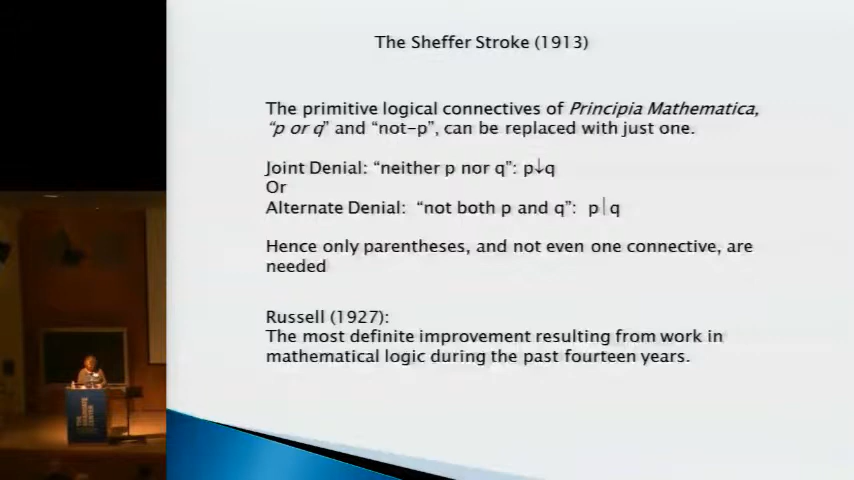 The Sheffer Stroke (1913)
The primitive logical connectives of Principia Mathematica,
“p or q” and “not-p”, can be replaced with just one.
Joint Denial: “neither p nor q”: p↓q
Or
Alternate Denial: “not both p and q”: p|q
Hence only parentheses, and not even one connective, are
needed
Russell (1927):
The most definite improvement resulting from work in
mathematical logic during the past fourteen years.